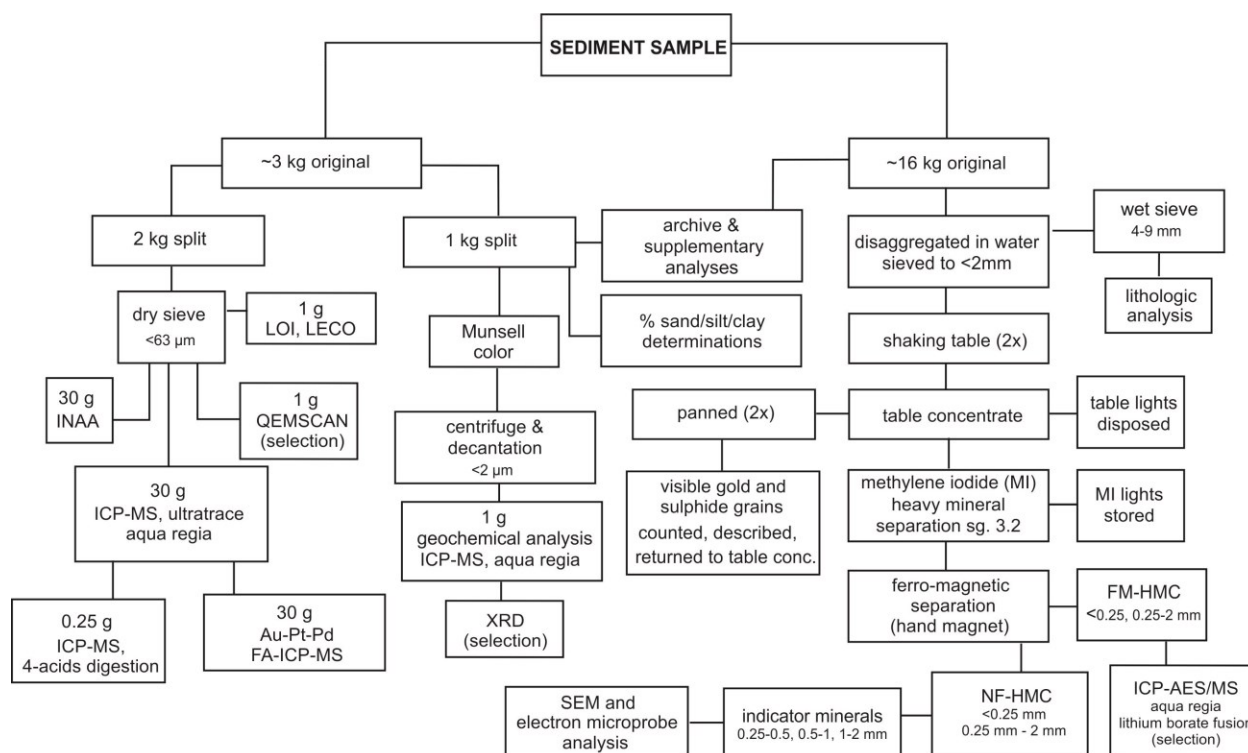 SEDIMENT SAMPLE
~3 kg original
~16 kg original
2 kg split
1 kg split
archive &
supplementary
analyses
disaggregated in water
sieved to <2mm
wet sieve
4-9 mm
lithologic
analysis
dry sieve
<63 µm
1 g
LOI, LECO
Munsell
color
% sand/silt/clay
determinations
shaking table (2x)
30 g
INAA
1 g
QEMSCAN
(selection)
centrifuge &
decantation
<2 µm
panned (2x)
table concentrate
table lights
disposed
30 g
ICP-MS, ultratrace
aqua regia
1 g
geochemical analysis
ICP-MS, aqua regia
visible gold and
sulphide grains
counted, described,
returned to table conc.
methylene iodide (MI)
heavy mineral
separation sg. 3.2
MI lights
stored
0.25 g
ICP-MS,
4-acids digestion
30 g
Au-Pt-Pd
FA-ICP-MS
XRD
(selection)
ferro-magnetic
separation
(hand magnet)
FM-HMC
<0.25, 0.25-2 mm
SEM and
electron microprobe
analysis
indicator minerals
0.25-0.5, 0.5-1, 1-2 mm
NF-HMC
<0.25 mm
0.25 mm - 2 mm
ICP-AES/MS
aqua regia
lithium borate fusion
(selection)